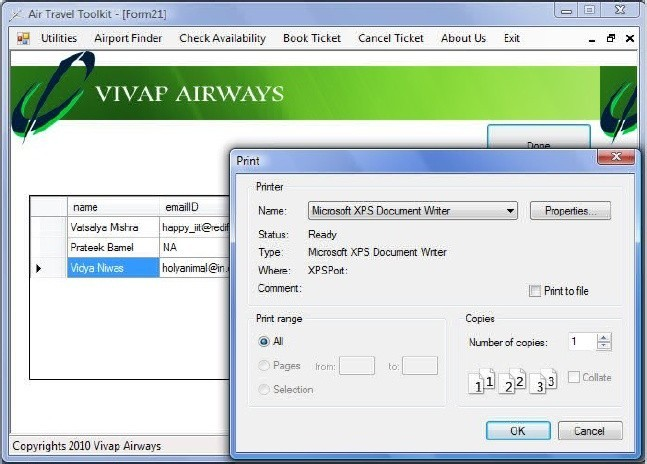 Air Travel Toolkit - [Form21]
Utilities Airport Finder Check Availability Book Ticket Cancel Ticket About Us Exit
VIVAP AIRWAYS
Done
name emailID
Vatsalya Mishra happy_iit@redif
Prateek Bamel NA
Vidya Niwas holyanimal@in.
Print
Printer
Name: Microsoft XPS Document Writer Properties...
Status: Ready
Type: Microsoft XPS Document Writer
Where: XPSPort:
Comment: Print to file
Print range Copies
All Number of copies: 1
Pages from: to: 1 1 2 2 3 3 Collate
Selection
OK Cancel
Copyrights 2010 Vivap Airways